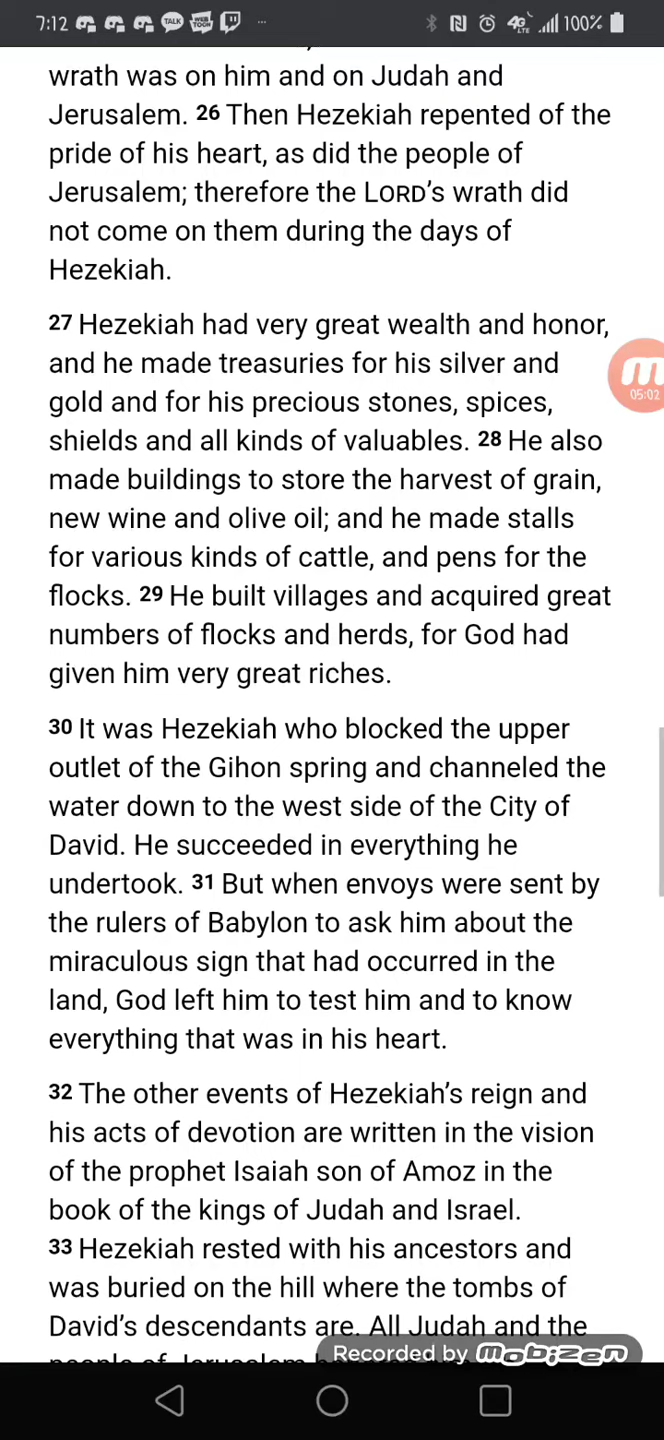 7:12 TALK WEB TOON ... 4G LTE 100%
wrath was on him and on Judah and
Jerusalem. 26 Then Hezekiah repented of the
pride of his heart, as did the people of
Jerusalem; therefore the LORD’s wrath did
not come on them during the days of
Hezekiah.
27 Hezekiah had very great wealth and honor,
and he made treasuries for his silver and
gold and for his precious stones, spices,
shields and all kinds of valuables. 28 He also
05:02
made buildings to store the harvest of grain,
new wine and olive oil; and he made stalls
for various kinds of cattle, and pens for the
flocks. 29 He built villages and acquired great
numbers of flocks and herds, for God had
given him very great riches.
30 It was Hezekiah who blocked the upper
outlet of the Gihon spring and channeled the
water down to the west side of the City of
David. He succeeded in everything he
undertook. 31 But when envoys were sent by
the rulers of Babylon to ask him about the
miraculous sign that had occurred in the
land, God left him to test him and to know
everything that was in his heart.
32 The other events of Hezekiah’s reign and
his acts of devotion are written in the vision
of the prophet Isaiah son of Amoz in the
book of the kings of Judah and Israel.
33 Hezekiah rested with his ancestors and
was buried on the hill where the tombs of
David’s descendants are. All Judah and the
people of Jerusalem
Recorded by mobizen